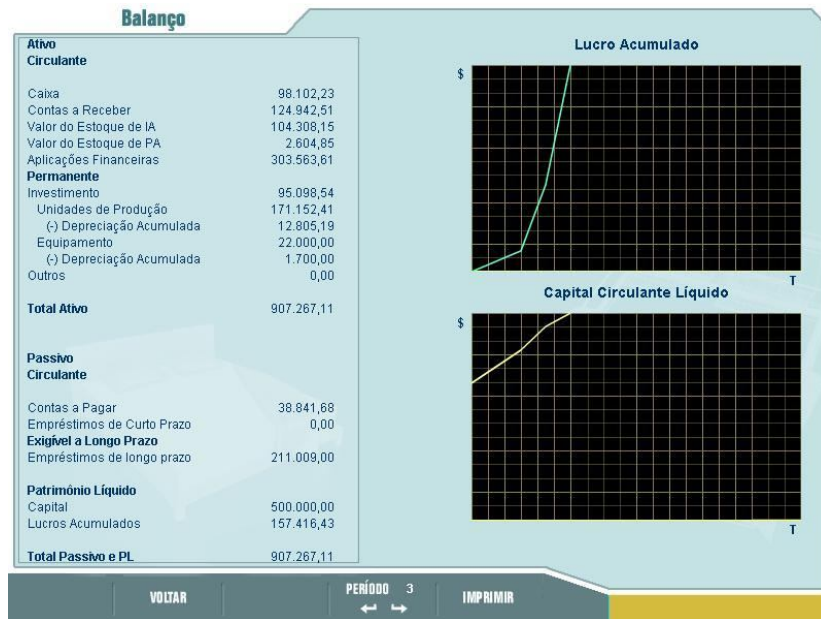 Balanço
Ativo
Circulante
Caixa 98.102,23
Contas a Receber 124.942,51
Valor do Estoque de IA 104.308,15
Valor do Estoque de PA 2.604,85
Aplicações Financeiras 303.563,61
Permanente
Investimento 95.098,54
Unidades de Produção 171.152,41
(-) Depreciação Acumulada 12.805,19
Equipamento 22.000,00
(-) Depreciação Acumulada 1.700,00
Outros 0,00
Total Ativo 907.267,11
Passivo
Circulante
Contas a Pagar 38.841,68
Empréstimos de Curto Prazo 0,00
Exigível a Longo Prazo
Empréstimos de longo prazo 211.009,00
Patrimônio Líquido
Capital 500.000,00
Lucros Acumulados 157.416,43
Total Passivo e PL 907.267,11
Lucro Acumulado
$
T
Capital Circulante Líquido
$
T
VOLTAR
PERÍODO 3
IMPRIMIR